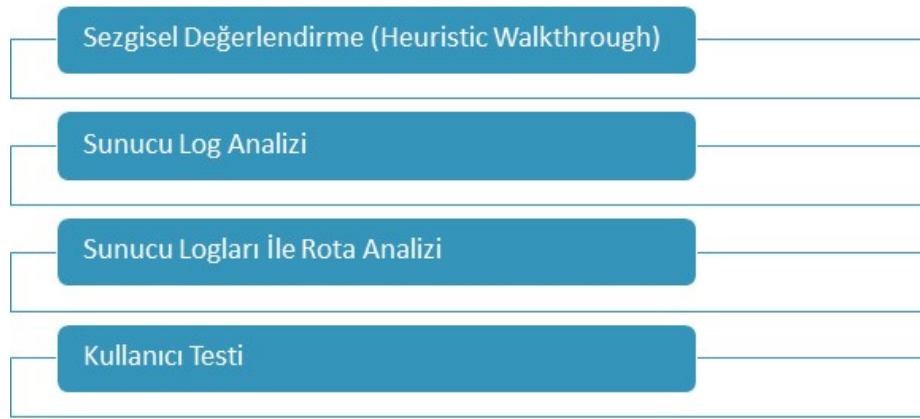 Sezgisel Değerlendirme (Heuristic Walkthrough)
Sunucu Log Analizi
Sunucu Logları İle Rota Analizi
Kullanıcı Testi